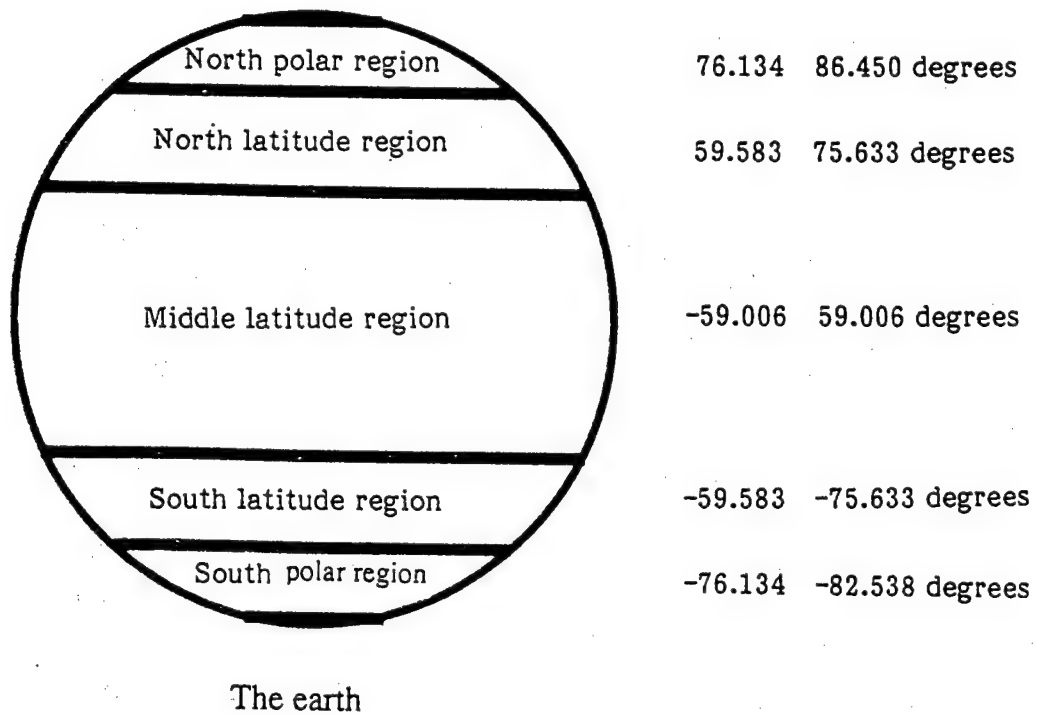 North polar region 76.134 86.450 degrees
North latitude region 59.583 75.633 degrees
Middle latitude region -59.006 59.006 degrees
South latitude region -59.583 -75.633 degrees
South polar region -76.134 -82.538 degrees
The earth